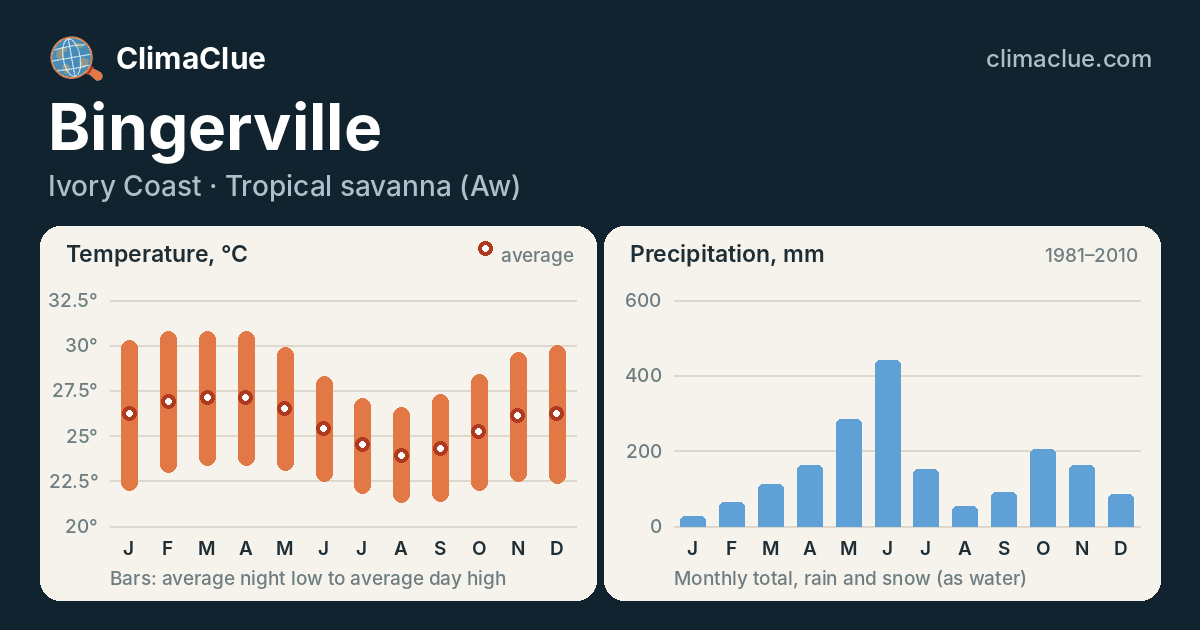 ClimaClue
climaclue.com
Bingerville
Ivory Coast · Tropical savanna (Aw)
Temperature, °C
average
32.5°
30°
27.5°
25°
22.5°
20°
J F M A M J J A S O N D
Bars: average night low to average day high
Precipitation, mm
1981–2010
600
400
200
0
J F M A M J J A S O N D
Monthly total, rain and snow (as water)